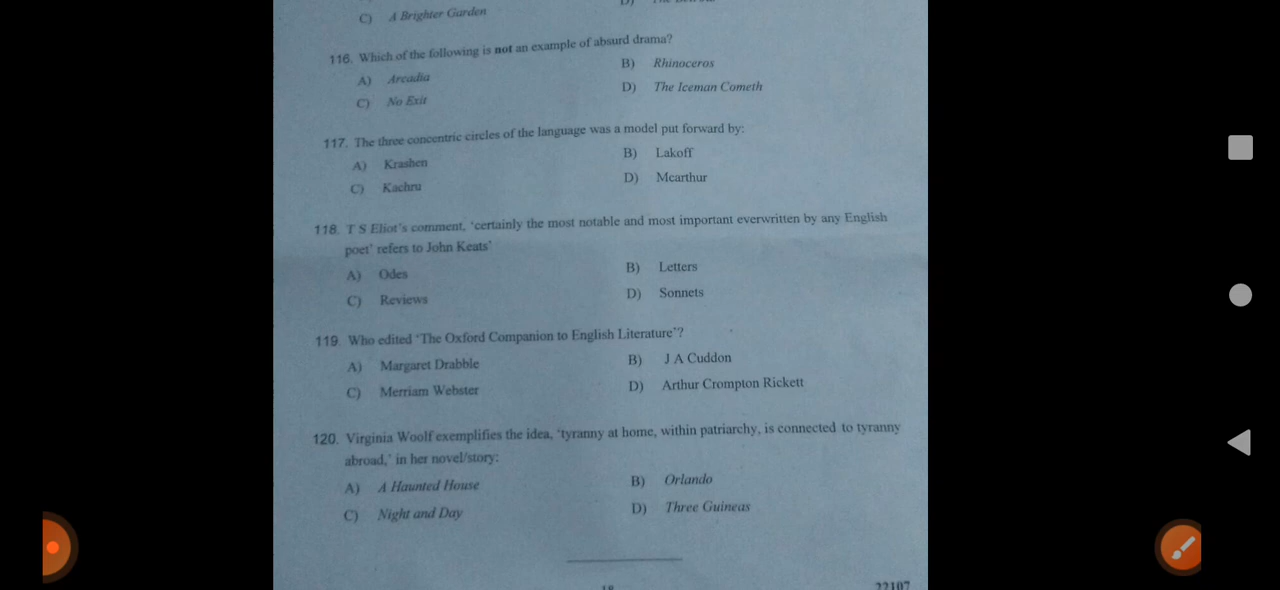 C) A Brighter Garden
D)
116. Which of the following is not an example of absurd drama?
A) Arcadia B) Rhinoceros
C) No Exit D) The Iceman Cometh
117. The three concentric circles of the language was a model put forward by:
A) Krashen B) Lakoff
C) Kachru D) Mcarthur
118. T S Eliot's comment, 'certainly the most notable and most important everwritten by any English
poet' refers to John Keats'
A) Odes B) Letters
C) Reviews D) Sonnets
119. Who edited 'The Oxford Companion to English Literature'?
A) Margaret Drabble B) J A Cuddon
C) Merriam Webster D) Arthur Crompton Rickett
120. Virginia Woolf exemplifies the idea, 'tyranny at home, within patriarchy, is connected to tyranny
abroad,' in her novel/story:
A) A Haunted House B) Orlando
C) Night and Day D) Three Guineas
22107